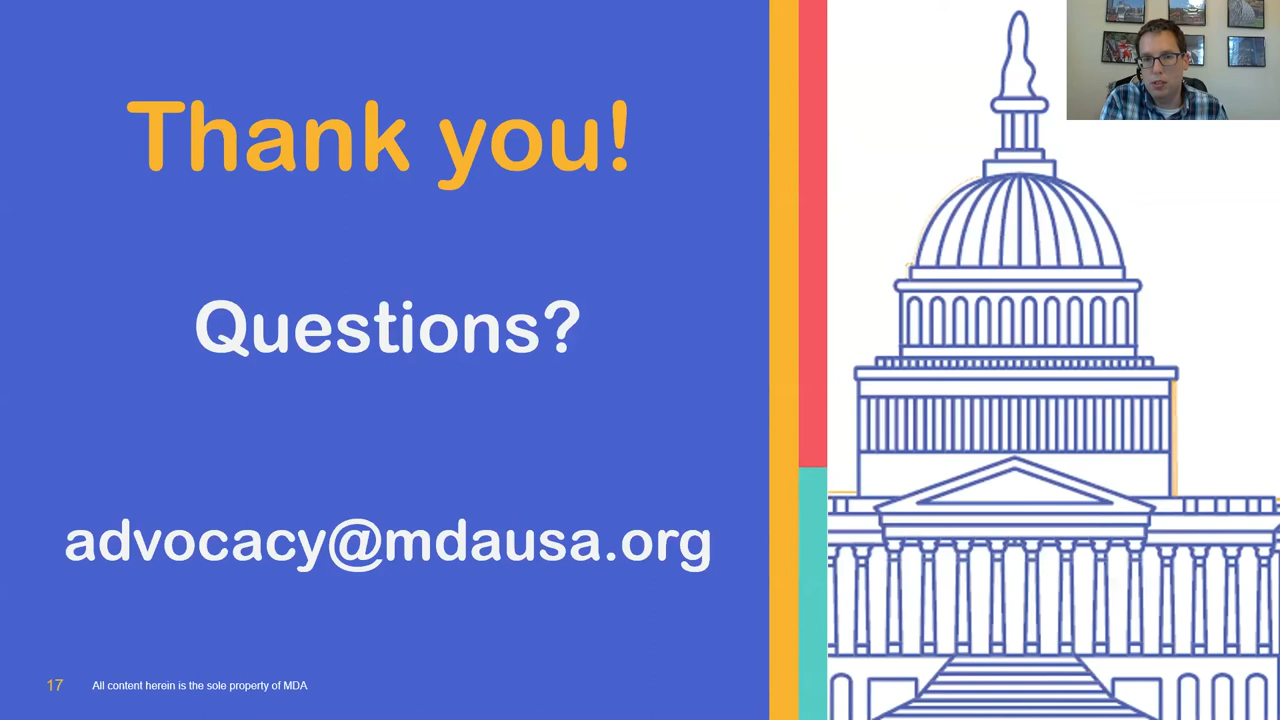 Thank you!
Questions?
advocacy@mdausa.org
17 All content herein is the sole property of MDA